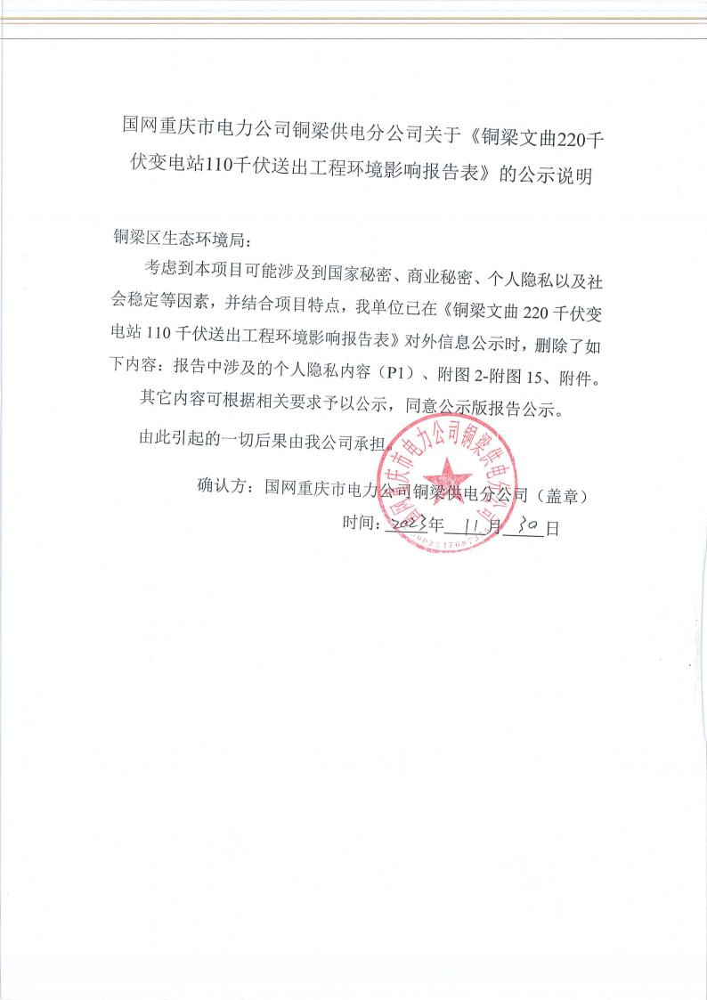 国网重庆市电力公司铜梁供电分公司关于《铜梁文曲220千
伏变电站110千伏送出工程环境影响报告表》的公示说明
铜梁区生态环境局：
考虑到本项目可能涉及到国家秘密、商业秘密、个人隐私以及社
会稳定等因素，并结合项目特点，我单位已在《铜梁文曲 220 千伏变
电站 110 千伏送出工程环境影响报告表》对外信息公示时，删除了如
下内容：报告中涉及的个人隐私内容（P1）、附图 2-附图 15、附件。
其它内容可根据相关要求予以公示，同意公示版报告公示。
由此引起的一切后果由我公司承担。
确认方：国网重庆市电力公司铜梁供电分公司（盖章）
时间：2023年 11 月 30 日
国网重庆市电力公司铜梁供电分公司